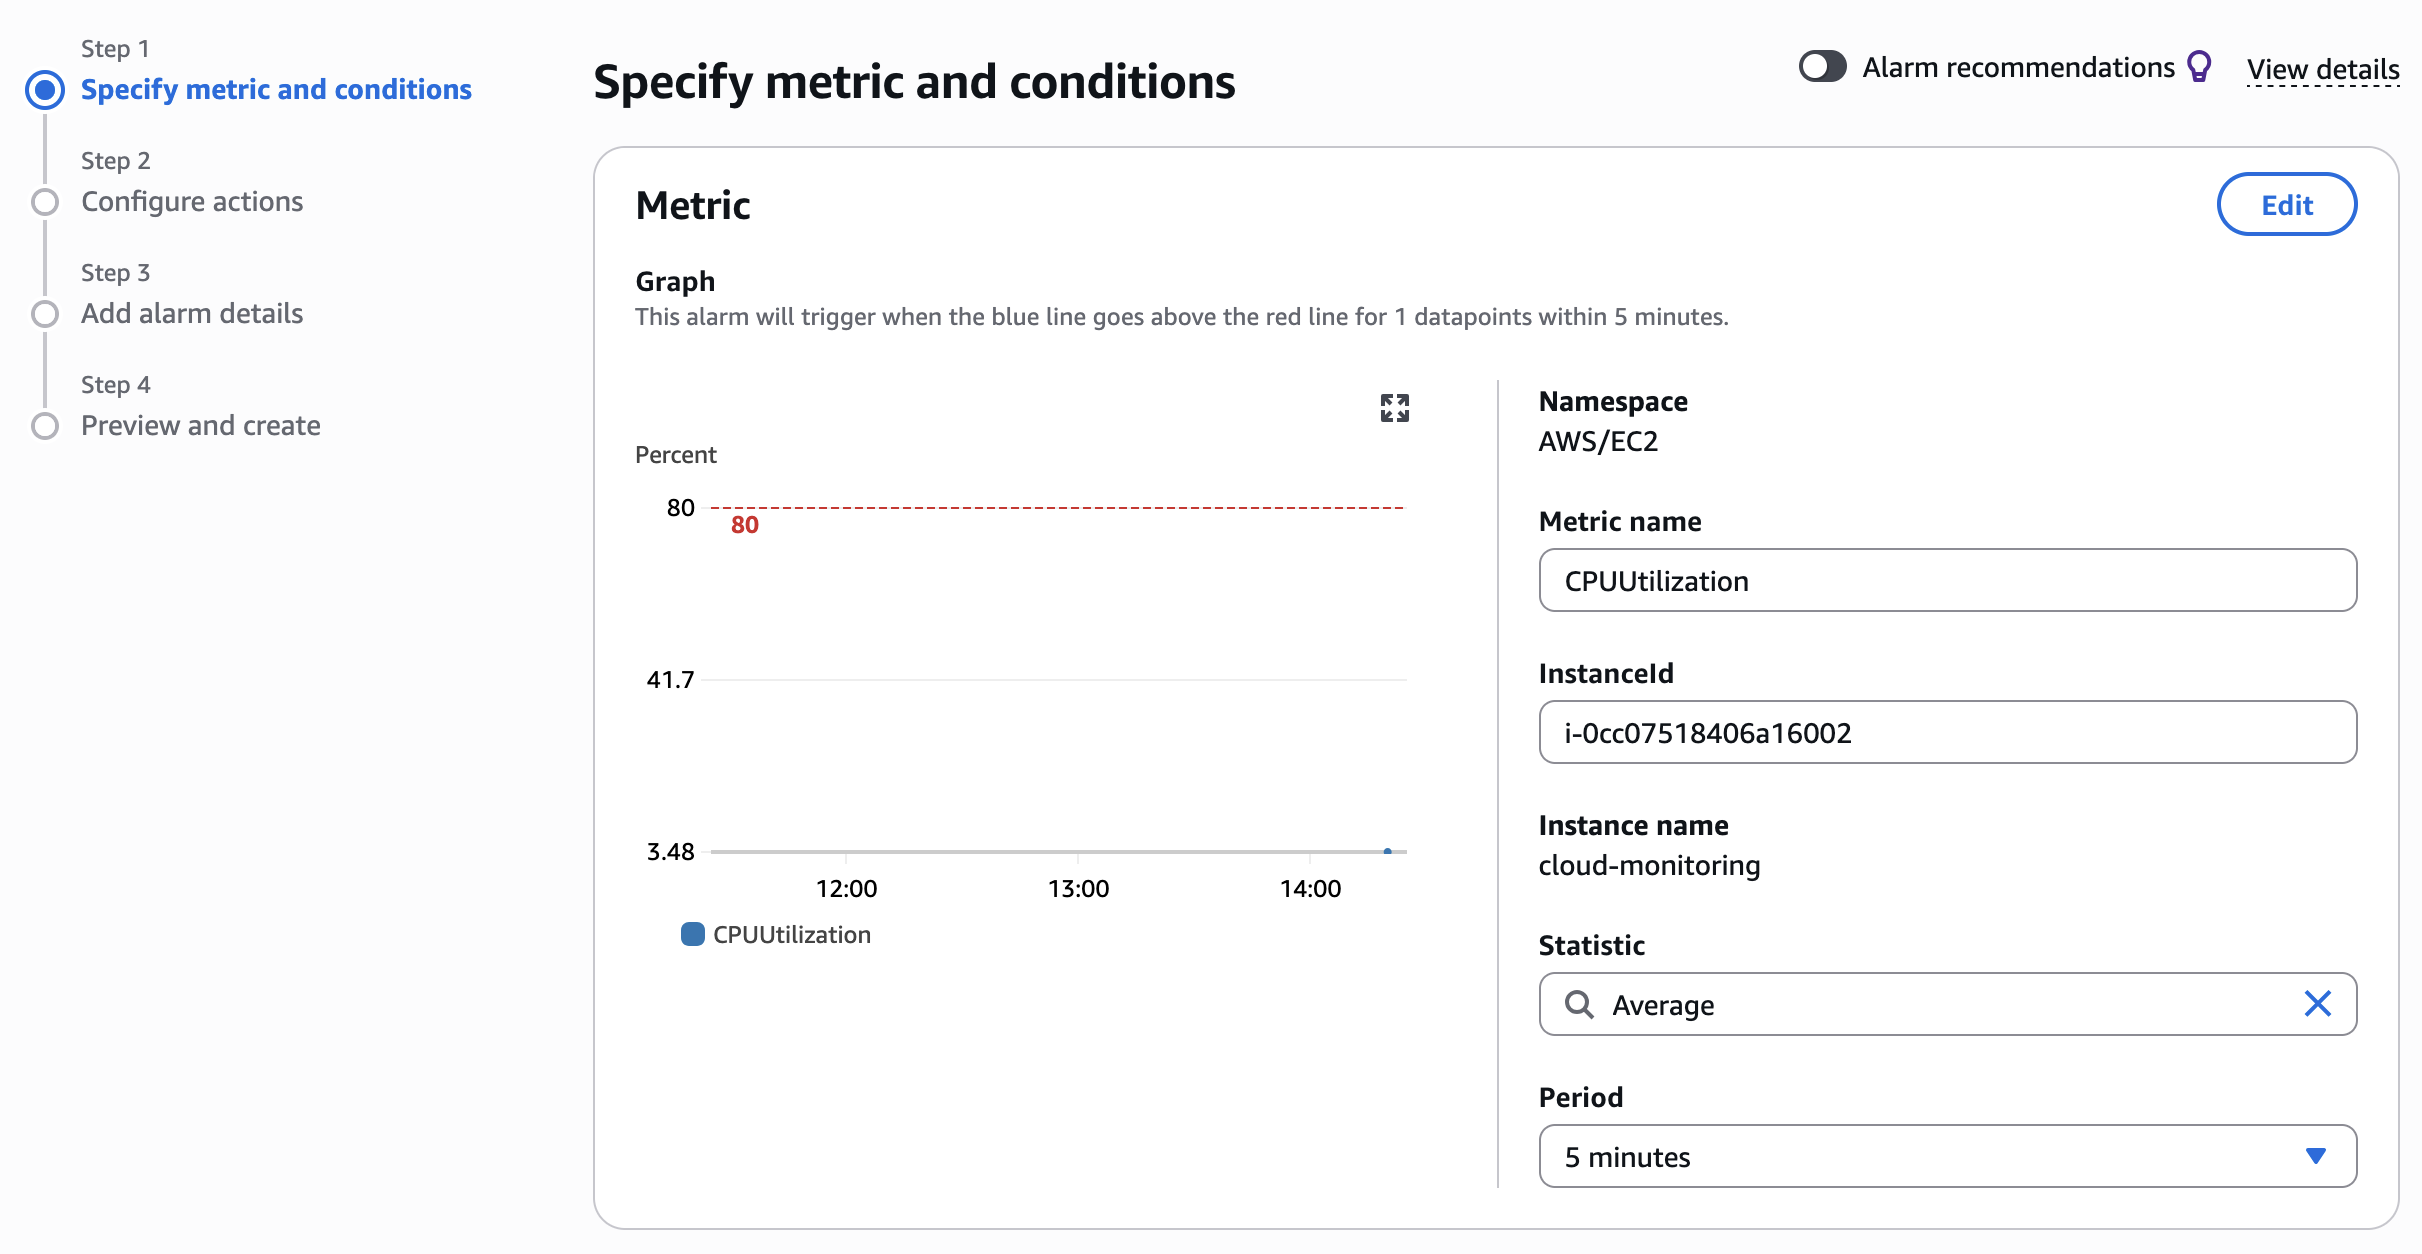 Step 1
Specify metric and conditions
Step 2
Configure actions
Step 3
Add alarm details
Step 4
Preview and create
Specify metric and conditions
Alarm recommendations
View details
Metric
Edit
Graph
This alarm will trigger when the blue line goes above the red line for 1 datapoints within 5 minutes.
Percent
80
80
41.7
3.48
12:00
13:00
14:00
CPUUtilization
Namespace
AWS/EC2
Metric name
CPUUtilization
InstanceId
i-0cc07518406a16002
Instance name
cloud-monitoring
Statistic
Average
Period
5 minutes